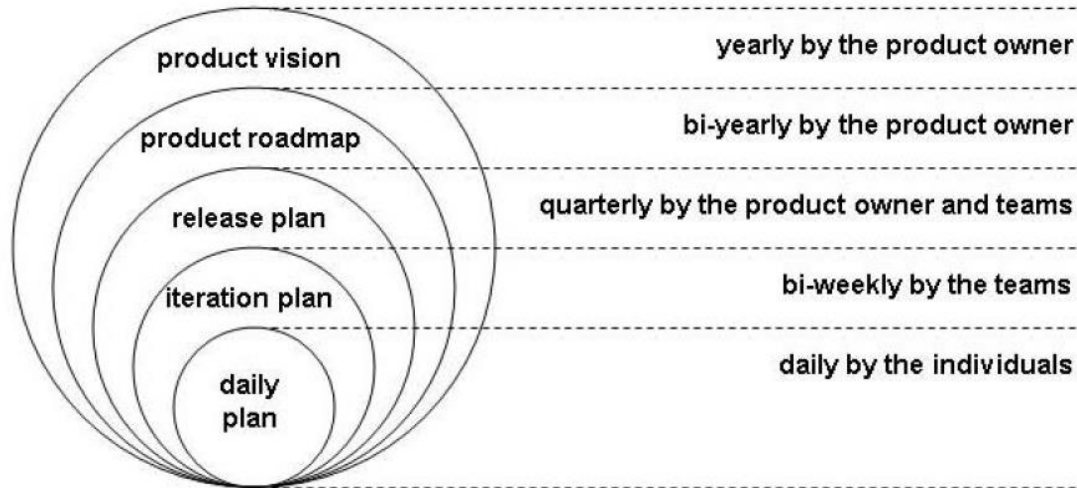 product vision
yearly by the product owner
product roadmap
bi-yearly by the product owner
release plan
quarterly by the product owner and teams
iteration plan
bi-weekly by the teams
daily
plan
daily by the individuals